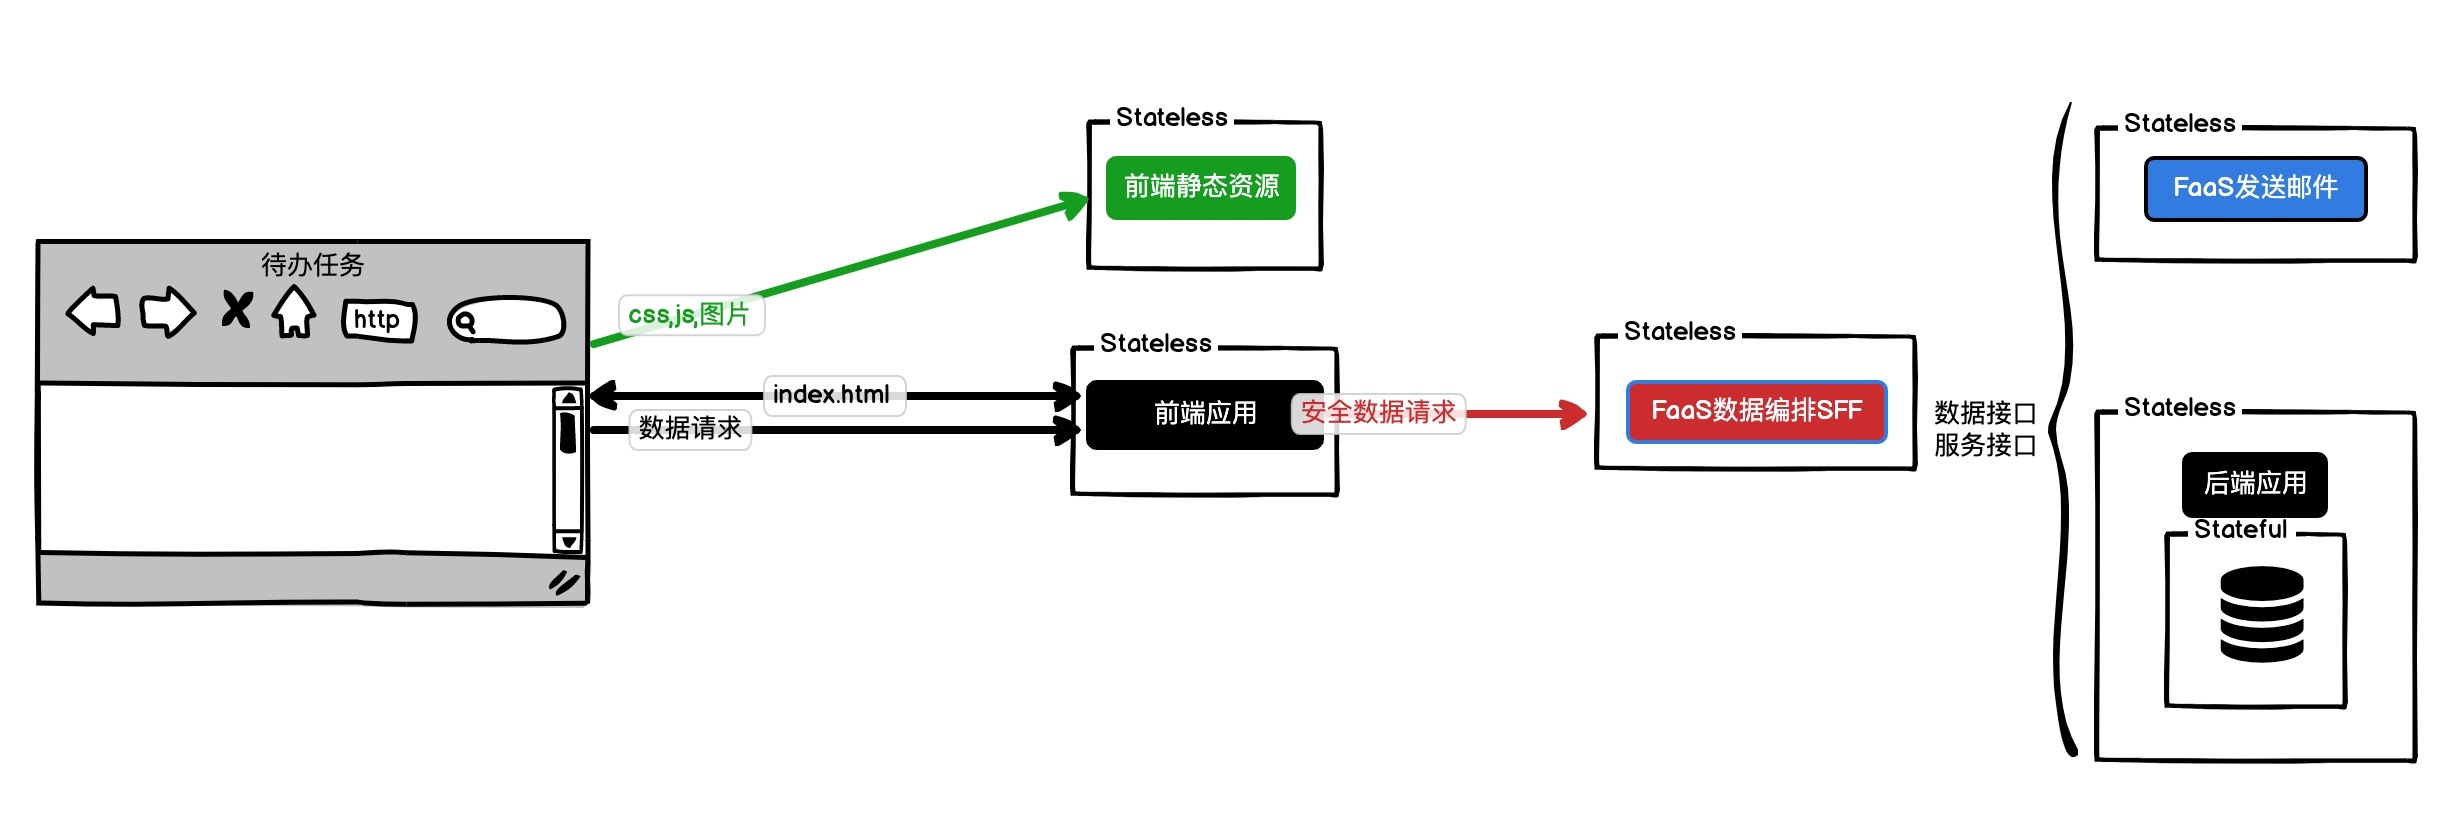 待办任务
http
css,js,图片
index.html
数据请求
Stateless
前端静态资源
Stateless
前端应用
安全数据请求
Stateless
FaaS数据编排SFF
数据接口
服务接口
Stateless
FaaS发送邮件
Stateless
后端应用
Stateful